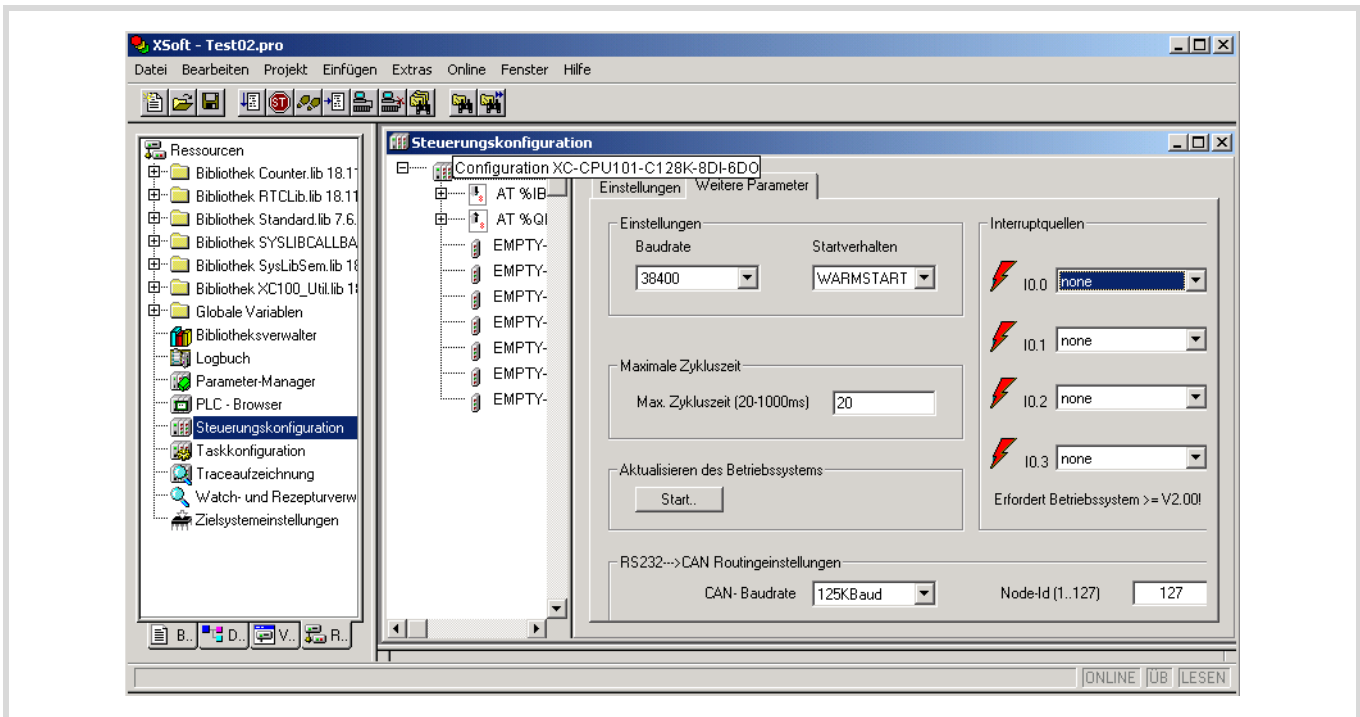 XSoft - Test02.pro
Datei Bearbeiten Projekt Einfügen Extras Online Fenster Hilfe
Ressourcen
Bibliothek Counter.lib 18.1
Bibliothek RTCLib.lib 18.11
Bibliothek Standard.lib 7.6.
Bibliothek SYSLIBCALLBA
Bibliothek SysLibSem.lib 18
Bibliothek XC100_Util.lib 1
Globale Variablen
Bibliotheksverwalter
Logbuch
Parameter-Manager
PLC - Browser
Steuerungskonfiguration
Taskkonfiguration
Traceaufzeichnung
Watch- und Rezepturverw
Zielsystemeinstellungen
B.. D.. V.. R..
Steuerungskonfiguration
Configuration XC-CPU101-C128K-8DI-6DO
AT %IB
AT %QI
EMPTY-
EMPTY-
EMPTY-
EMPTY-
EMPTY-
EMPTY-
EMPTY-
Einstellungen Weitere Parameter
Einstellungen
Baudrate Startverhalten
38400 WARMSTART
Maximale Zykluszeit
Max. Zykluszeit (20-1000ms) 20
Aktualisieren des Betriebssystems
Start..
Interruptquellen
I0.0 none
I0.1 none
I0.2 none
I0.3 none
Erfordert Betriebssystem >= V2.00!
RS232--->CAN Routingeinstellungen
CAN- Baudrate 125KBaud Node-Id (1..127) 127
ONLINE ÜB LESEN